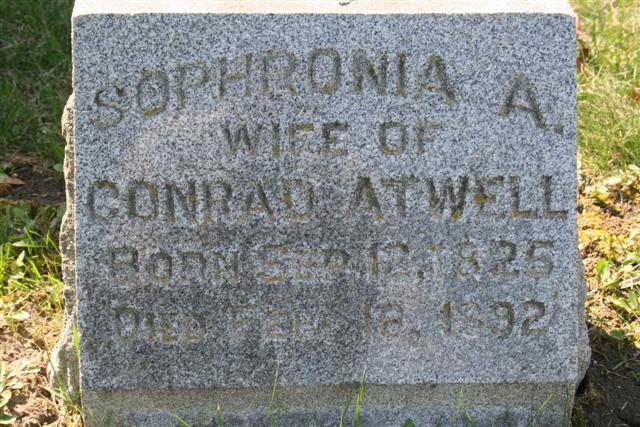 SOPHRONIA A.
WIFE OF
CONRAD ATWELL
BORN SEP. 12, 1825
DIED FEB. 18, 1892